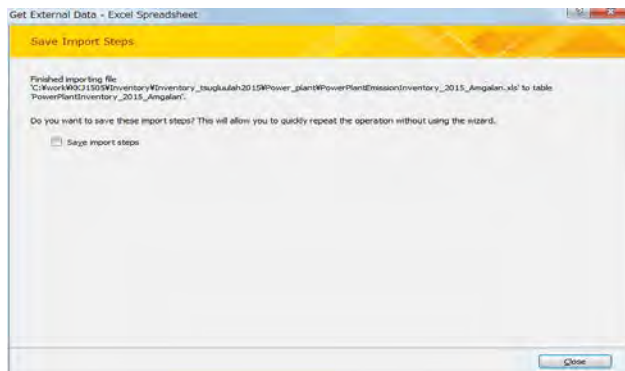 Get External Data - Excel Spreadsheet
Save Import Steps
Finished importing file
'C:¥work¥KKJ1505¥Inventory¥Inventory_tsugluulah2015¥Power_plant¥PowerPlantEmissionInventory_2015_Amgalan.xls' to table
'PowerPlantInventory_2015_Amgalan'.
Do you want to save these import steps? This will allow you to quickly repeat the operation without using the wizard.
Save import steps
Close